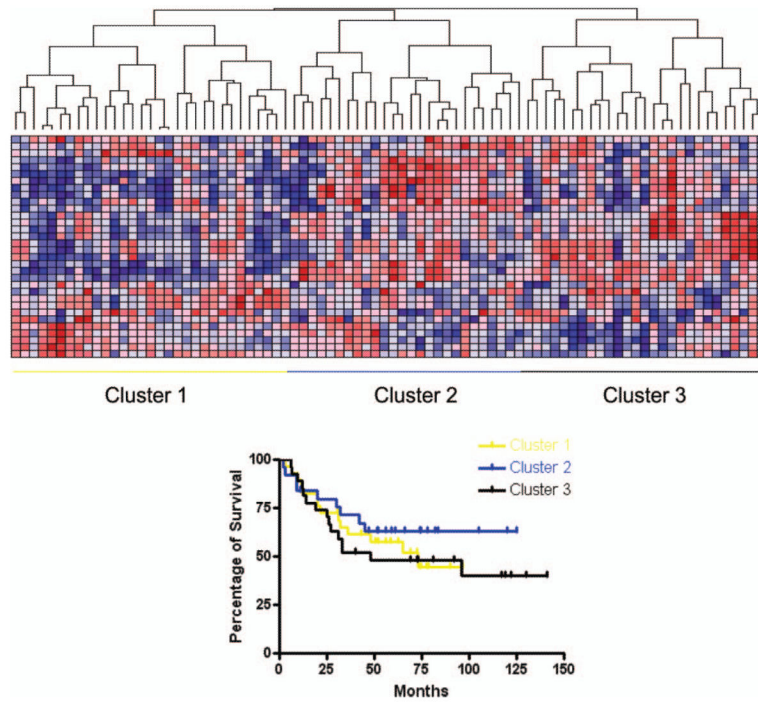 Cluster 1 Cluster 2 Cluster 3
Cluster 1
Cluster 2
Cluster 3
Percentage of Survival
100
75
50
25
0
0 25 50 75 100 125 150
Months